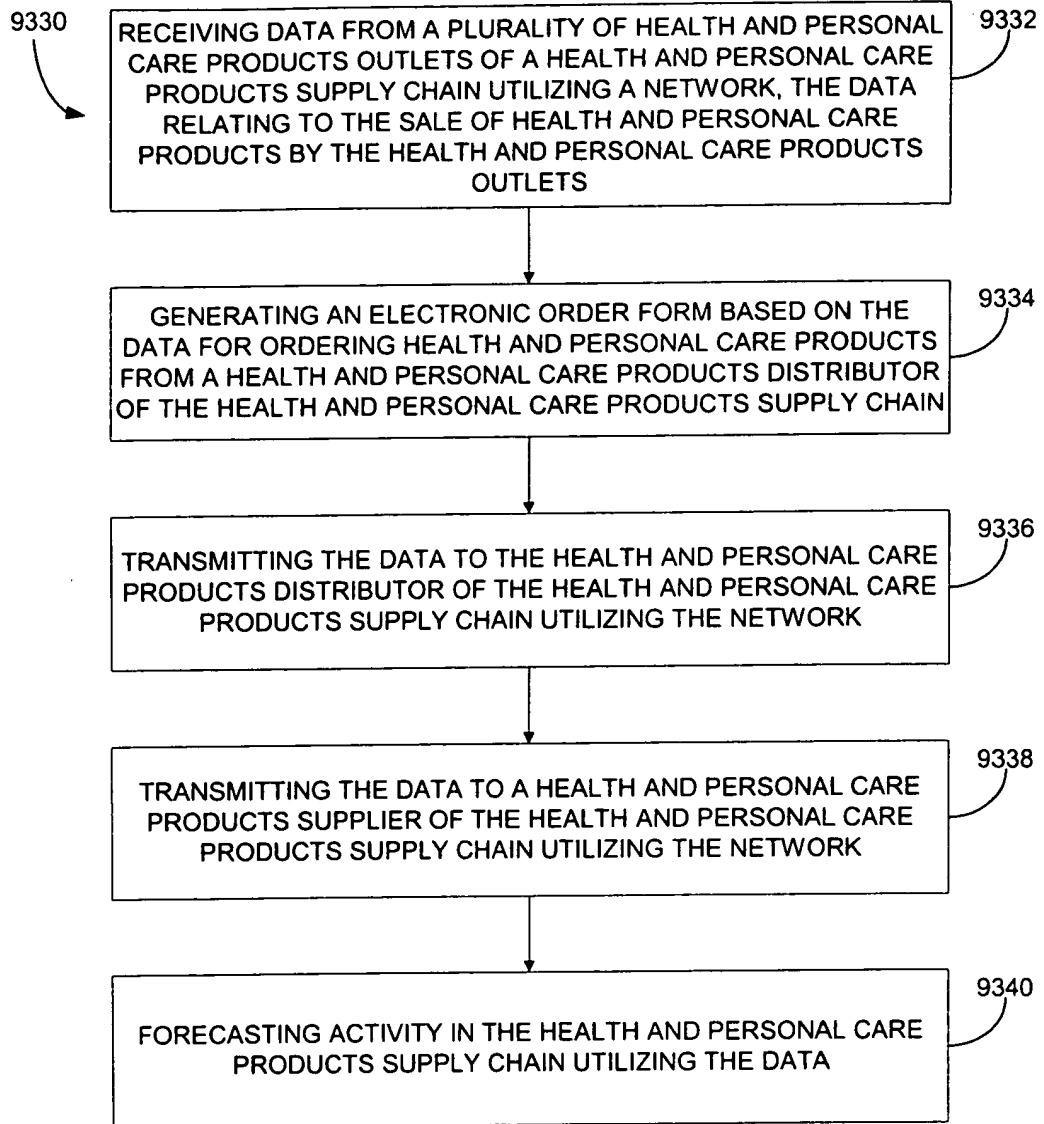 9330
RECEIVING DATA FROM A PLURALITY OF HEALTH AND PERSONAL
CARE PRODUCTS OUTLETS OF A HEALTH AND PERSONAL CARE
PRODUCTS SUPPLY CHAIN UTILIZING A NETWORK, THE DATA
RELATING TO THE SALE OF HEALTH AND PERSONAL CARE
PRODUCTS BY THE HEALTH AND PERSONAL CARE PRODUCTS
OUTLETS
9332
GENERATING AN ELECTRONIC ORDER FORM BASED ON THE
DATA FOR ORDERING HEALTH AND PERSONAL CARE PRODUCTS
FROM A HEALTH AND PERSONAL CARE PRODUCTS DISTRIBUTOR
OF THE HEALTH AND PERSONAL CARE PRODUCTS SUPPLY CHAIN
9334
TRANSMITTING THE DATA TO THE HEALTH AND PERSONAL CARE
PRODUCTS DISTRIBUTOR OF THE HEALTH AND PERSONAL CARE
PRODUCTS SUPPLY CHAIN UTILIZING THE NETWORK
9336
TRANSMITTING THE DATA TO A HEALTH AND PERSONAL CARE
PRODUCTS SUPPLIER OF THE HEALTH AND PERSONAL CARE
PRODUCTS SUPPLY CHAIN UTILIZING THE NETWORK
9338
FORECASTING ACTIVITY IN THE HEALTH AND PERSONAL CARE
PRODUCTS SUPPLY CHAIN UTILIZING THE DATA
9340